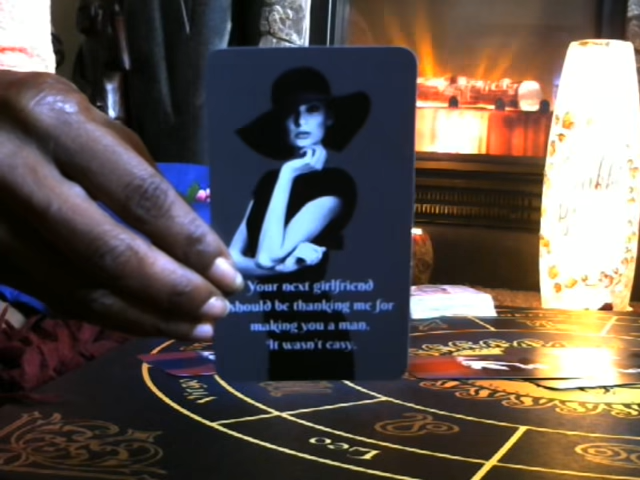 Your next girlfriend
should be thanking me for
making you a man.
It wasn't easy.
Virgo
Leo